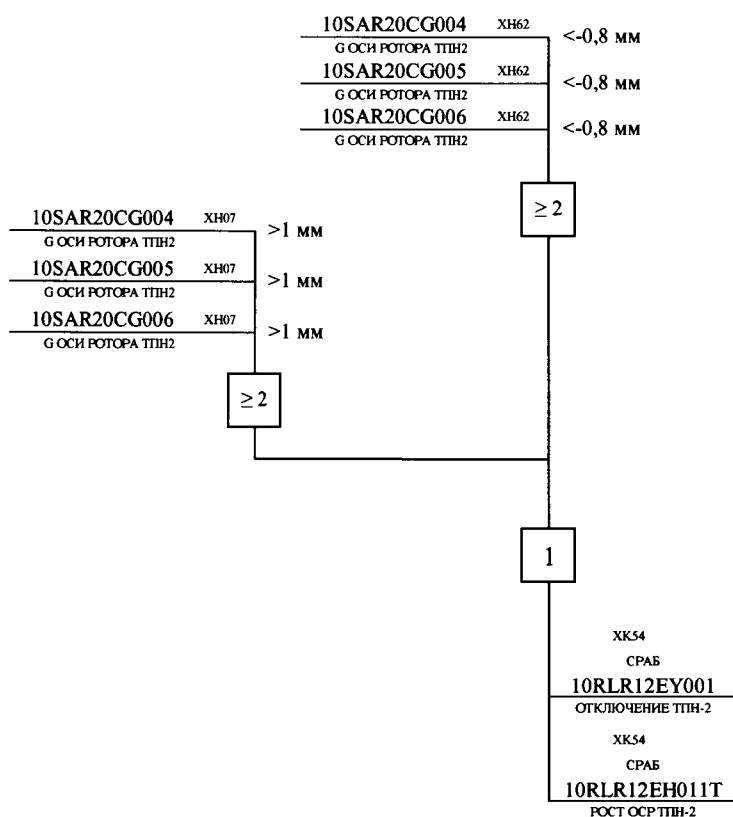 10SAR20CG004 XH62 <-0,8 мм
G ОСИ РОТОРА ТПН2
10SAR20CG005 XH62 <-0,8 мм
G ОСИ РОТОРА ТПН2
10SAR20CG006 XH62 <-0,8 мм
G ОСИ РОТОРА ТПН2
≥ 2
10SAR20CG004 XH07 >1 мм
G ОСИ РОТОРА ТПН2
10SAR20CG005 XH07 >1 мм
G ОСИ РОТОРА ТПН2
10SAR20CG006 XH07 >1 мм
G ОСИ РОТОРА ТПН2
≥ 2
1
XK54
СРАБ
10RLR12EY001
ОТКЛЮЧЕНИЕ ТПН-2
XK54
СРАБ
10RLR12EH011T
РОСТ ОСР ТПН-2